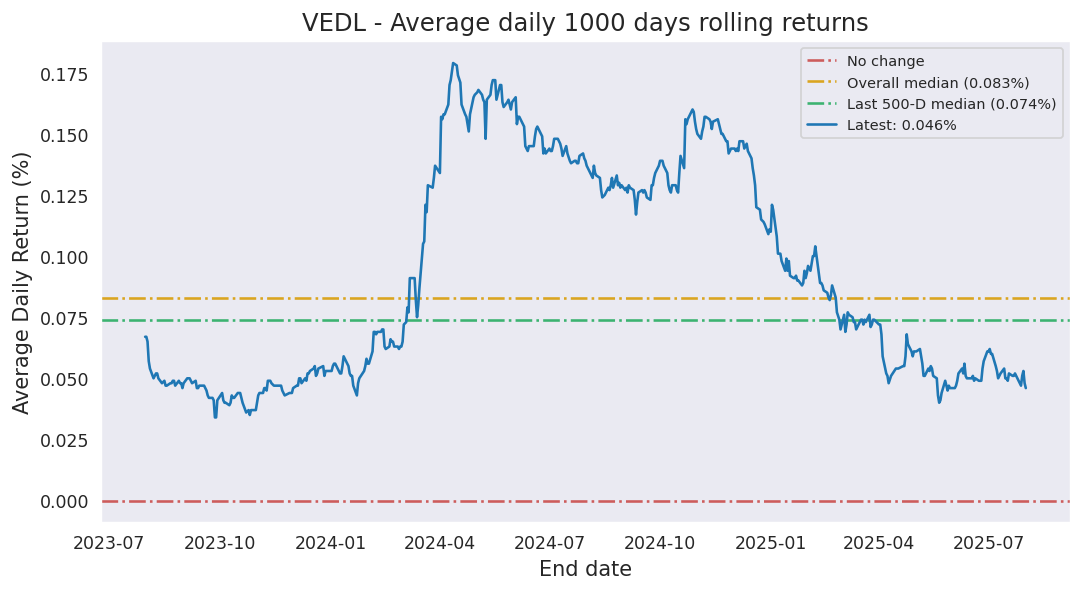 VEDL - Average daily 1000 days rolling returns
No change
Overall median (0.083%)
Last 500-D median (0.074%)
Latest: 0.046%
Average Daily Return (%)
0.175
0.150
0.125
0.100
0.075
0.050
0.025
0.000
2023-07 2023-10 2024-01 2024-04 2024-07 2024-10 2025-01 2025-04 2025-07
End date